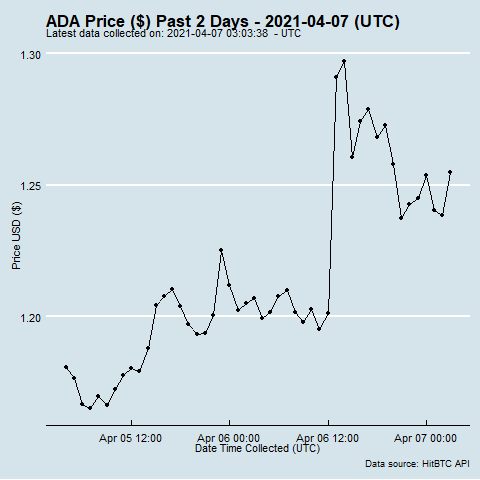 ADA Price ($) Past 2 Days - 2021-04-07 (UTC)
Latest data collected on: 2021-04-07 03:03:38 - UTC
1.30
1.25
1.20
Price USD ($)
Apr 05 12:00
Apr 06 00:00
Apr 06 12:00
Apr 07 00:00
Date Time Collected (UTC)
Data source: HitBTC API